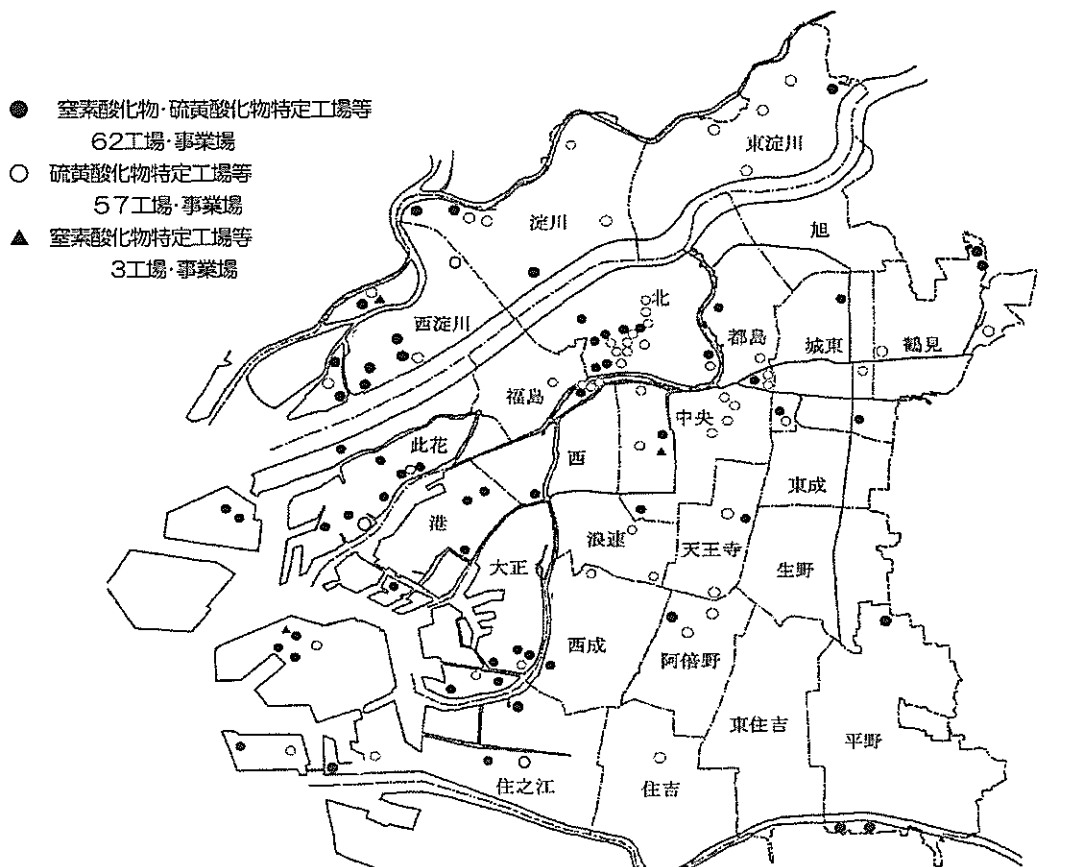 ● 窒素酸化物・硫黄酸化物特定工場等
62工場・事業場
○ 硫黄酸化物特定工場等
57工場・事業場
▲ 窒素酸化物特定工場等
3工場・事業場
東淀川
淀川
旭
北
西淀川
都島
城東
鶴見
福島
中央
此花
西
東成
港
浪速
天王寺
大正
生野
西成
阿倍野
東住吉
平野
住之江
住吉